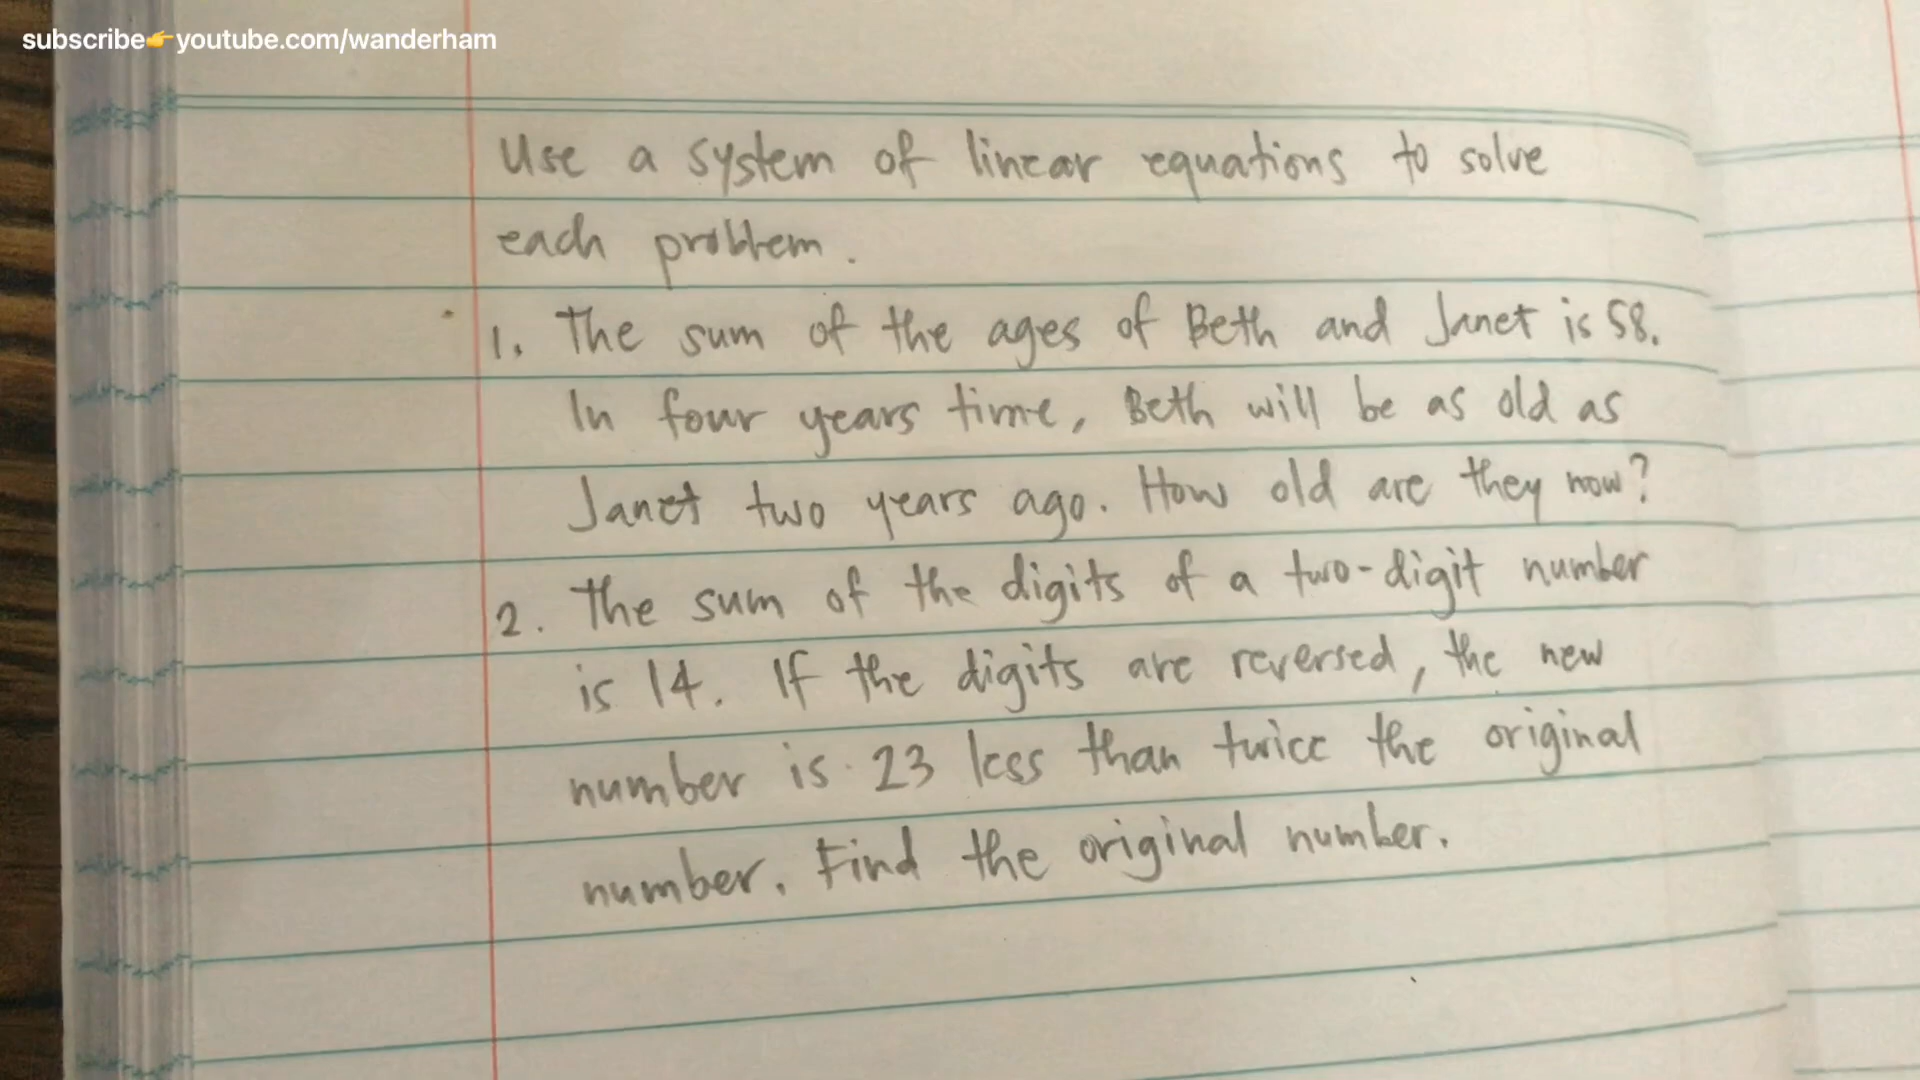 subscribe👉youtube.com/wanderham
Use a system of linear equations to solve
each problem.
1. The sum of the ages of Beth and Janet is 58.
In four years time, Beth will be as old as
Janet two years ago. How old are they now?
2. The sum of the digits of a two-digit number
is 14. If the digits are reversed, the new
number is 23 less than twice the original
number. Find the original number.